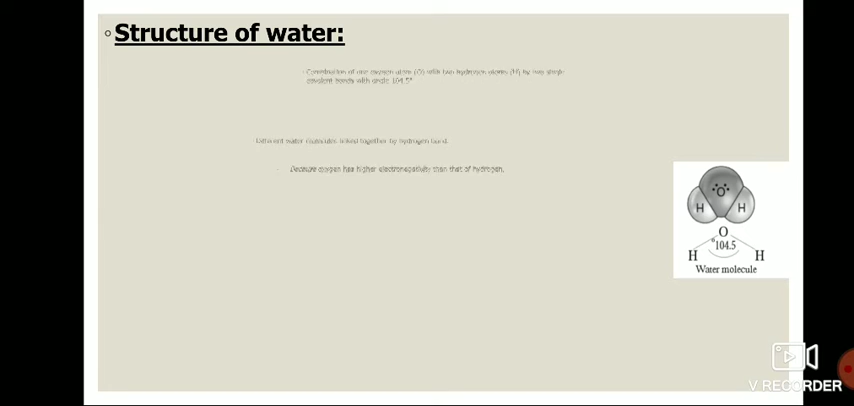 Structure of water:
Combination of one oxygen atom (O) with two hydrogen atoms (H) by two single
covalent bonds with angle 104.5°
Different water molecules linked together by hydrogen bond.
Because oxygen has higher electronegativity than that of hydrogen.
O
H H
O
104.5°
H H
Water molecule
V.RECORDER